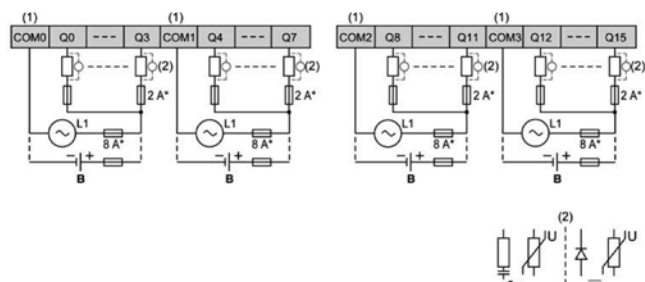 (1) (1) (1) (1)
COM0 Q0 Q3 COM1 Q4 Q7 COM2 Q8 Q11 COM3 Q12 Q15
(2) (2) (2) (2)
2 A* 2 A* 2 A* 2 A*
L1 L1 L1 L1
8 A* 8 A* 8 A* 8 A*
− + − + − + − +
B B B B
(2)
U U